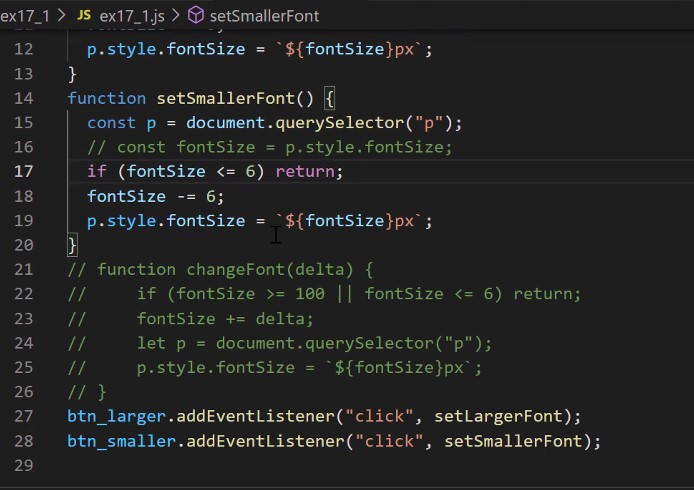 ex17_1 > JS ex17_1.js > setSmallerFont
12 p.style.fontSize = `${fontSize}px`;
13 }
14 function setSmallerFont() {
15 const p = document.querySelector("p");
16 // const fontSize = p.style.fontSize;
17 if (fontSize <= 6) return;
18 fontSize -= 6;
19 p.style.fontSize = `${fontSize}px`;
20 }
21 // function changeFont(delta) {
22 //     if (fontSize >= 100 || fontSize <= 6) return;
23 //     fontSize += delta;
24 //     let p = document.querySelector("p");
25 //     p.style.fontSize = `${fontSize}px`;
26 // }
27 btn_larger.addEventListener("click", setLargerFont);
28 btn_smaller.addEventListener("click", setSmallerFont);
29